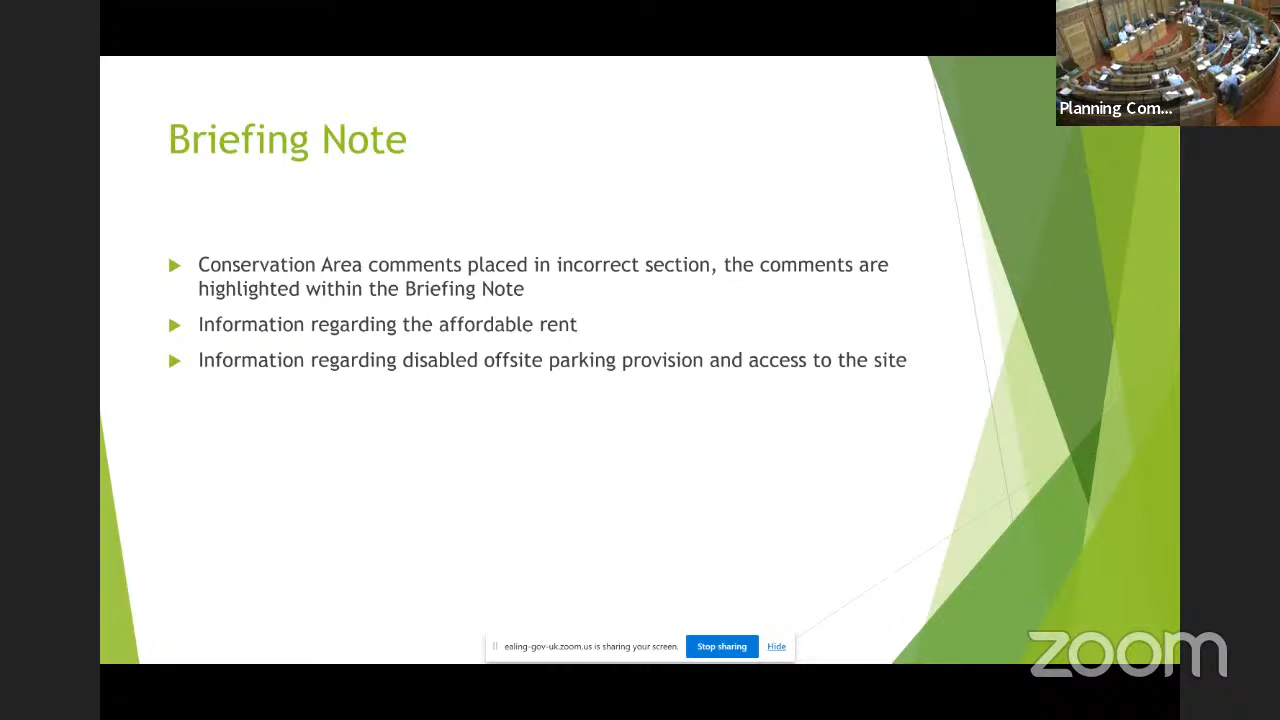 Planning Com...
Briefing Note
Conservation Area comments placed in incorrect section, the comments are
highlighted within the Briefing Note
Information regarding the affordable rent
Information regarding disabled offsite parking provision and access to the site
ealing-gov-uk.zoom.us is sharing your screen.
Stop sharing
Hide
zoom